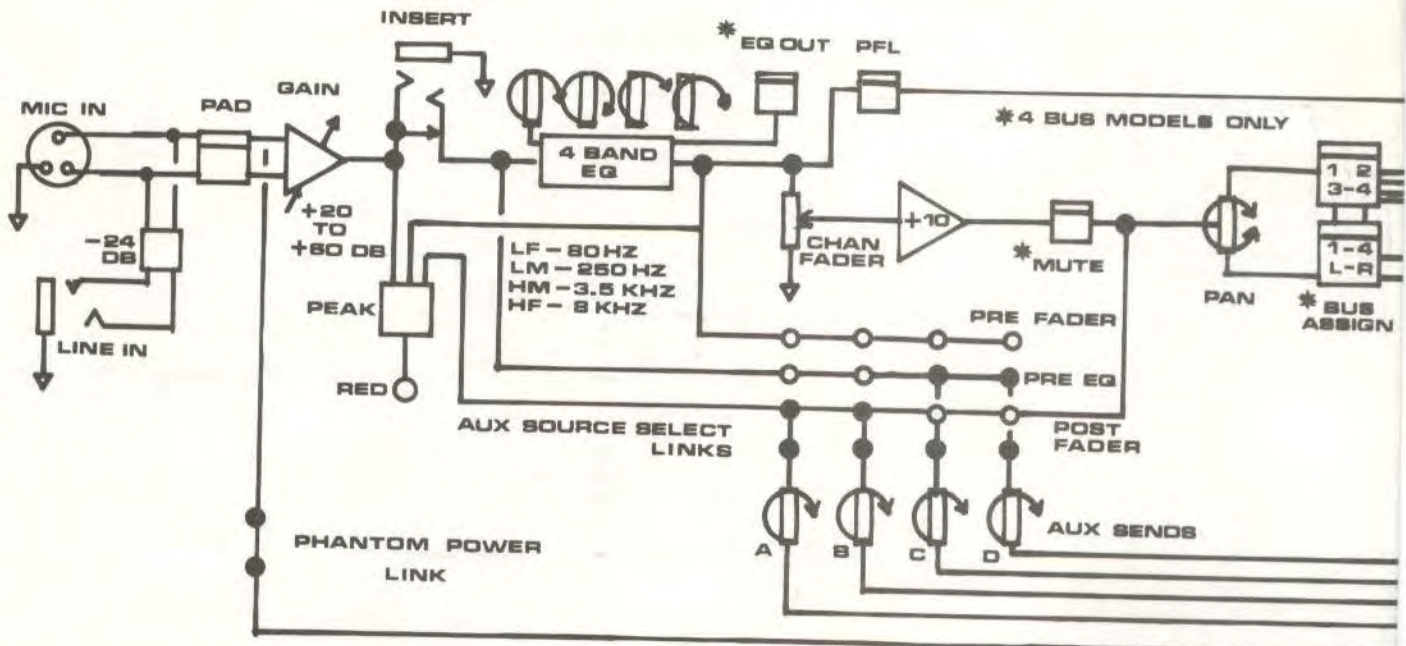 INSERT
* EQ OUT
PFL
MIC IN
PAD
GAIN
* 4 BUS MODELS ONLY
4 BAND
EQ
1 2
3-4
+20
TO
+60 DB
+10
-24
DB
LF - 80 HZ
LM - 250 HZ
HM - 3.5 KHZ
HF - 8 KHZ
CHAN
FADER
* MUTE
1-4
L-R
PAN
* BUS
ASSIGN
PEAK
PRE FADER
LINE IN
RED
PRE EQ
AUX SOURCE SELECT
LINKS
POST
FADER
AUX SENDS
A
B
C
D
PHANTOM POWER
LINK